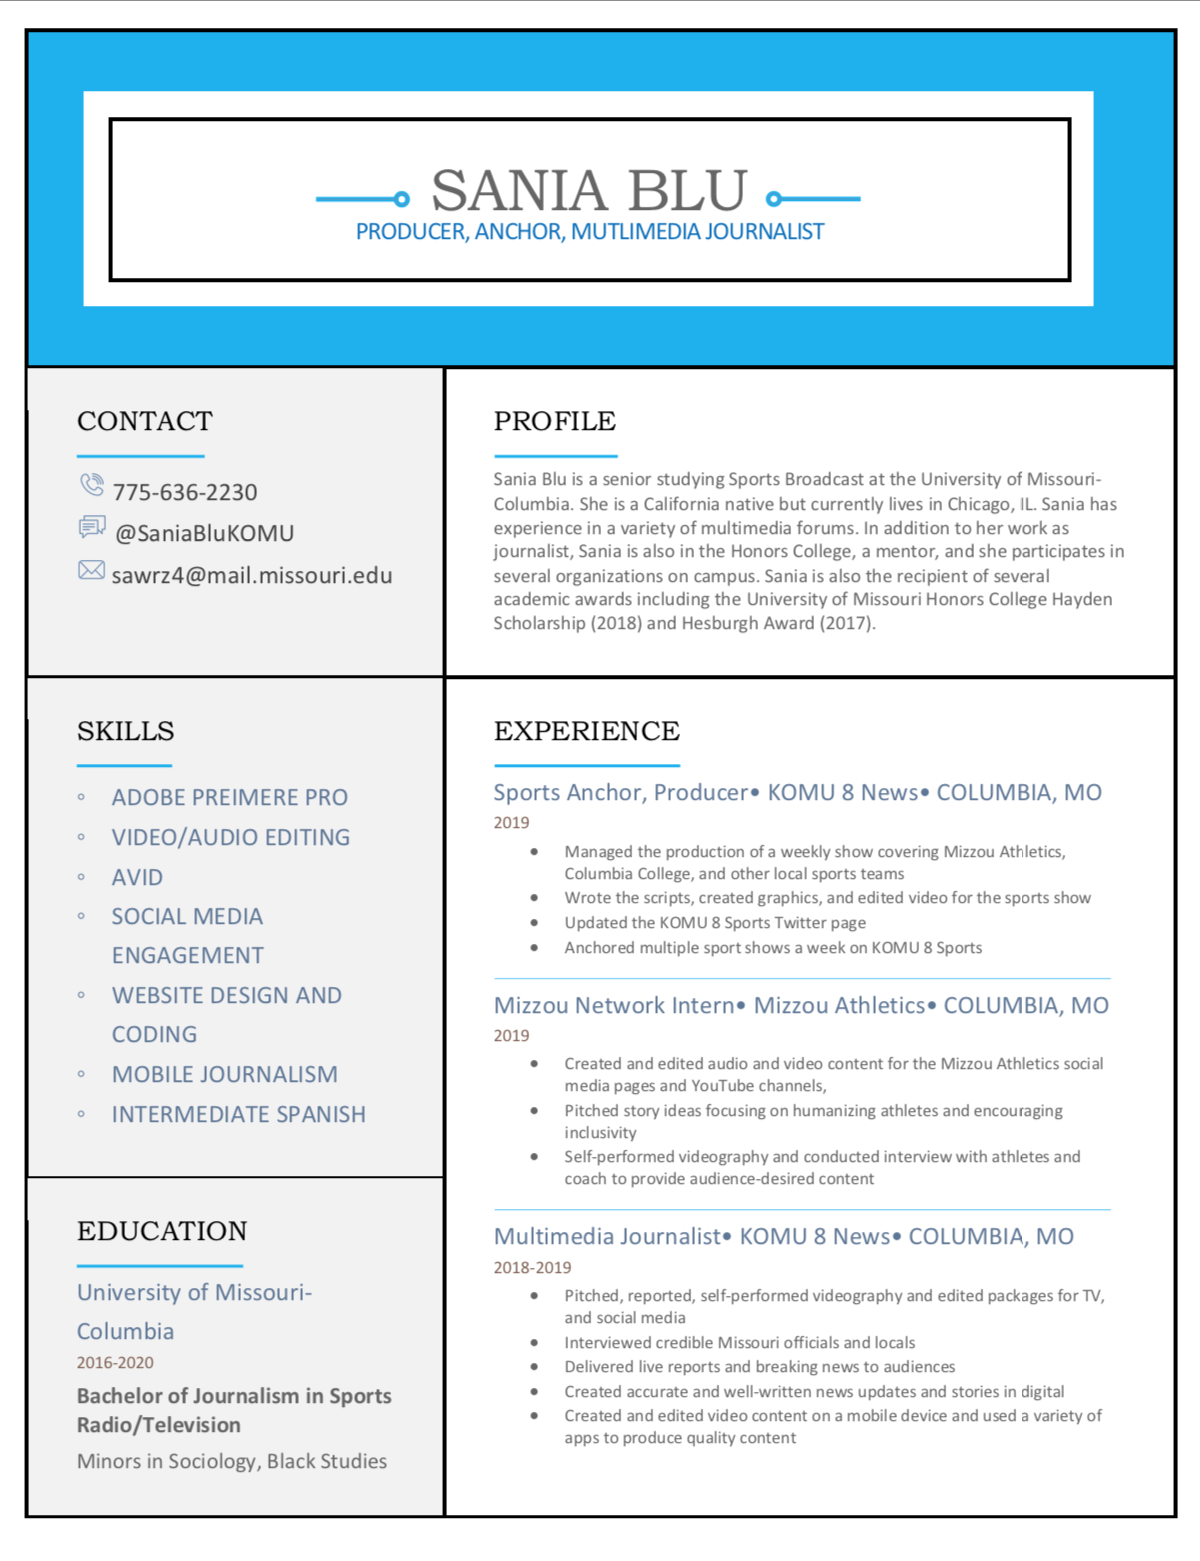 SANIA BLU
PRODUCER, ANCHOR, MUTLIMEDIA JOURNALIST
CONTACT
775-636-2230
@SaniaBluKOMU
sawrz4@mail.missouri.edu
PROFILE
Sania Blu is a senior studying Sports Broadcast at the University of Missouri-
Columbia. She is a California native but currently lives in Chicago, IL. Sania has
experience in a variety of multimedia forums. In addition to her work as
journalist, Sania is also in the Honors College, a mentor, and she participates in
several organizations on campus. Sania is also the recipient of several
academic awards including the University of Missouri Honors College Hayden
Scholarship (2018) and Hesburgh Award (2017).
SKILLS
◦ ADOBE PREIMERE PRO
◦ VIDEO/AUDIO EDITING
◦ AVID
◦ SOCIAL MEDIA
ENGAGEMENT
◦ WEBSITE DESIGN AND
CODING
◦ MOBILE JOURNALISM
◦ INTERMEDIATE SPANISH
EDUCATION
University of Missouri-
Columbia
2016-2020
Bachelor of Journalism in Sports
Radio/Television
Minors in Sociology, Black Studies
EXPERIENCE
Sports Anchor, Producer• KOMU 8 News• COLUMBIA, MO
2019
• Managed the production of a weekly show covering Mizzou Athletics,
Columbia College, and other local sports teams
• Wrote the scripts, created graphics, and edited video for the sports show
• Updated the KOMU 8 Sports Twitter page
• Anchored multiple sport shows a week on KOMU 8 Sports
Mizzou Network Intern• Mizzou Athletics• COLUMBIA, MO
2019
• Created and edited audio and video content for the Mizzou Athletics social
media pages and YouTube channels,
• Pitched story ideas focusing on humanizing athletes and encouraging
inclusivity
• Self-performed videography and conducted interview with athletes and
coach to provide audience-desired content
Multimedia Journalist• KOMU 8 News• COLUMBIA, MO
2018-2019
• Pitched, reported, self-performed videography and edited packages for TV,
and social media
• Interviewed credible Missouri officials and locals
• Delivered live reports and breaking news to audiences
• Created accurate and well-written news updates and stories in digital
• Created and edited video content on a mobile device and used a variety of
apps to produce quality content